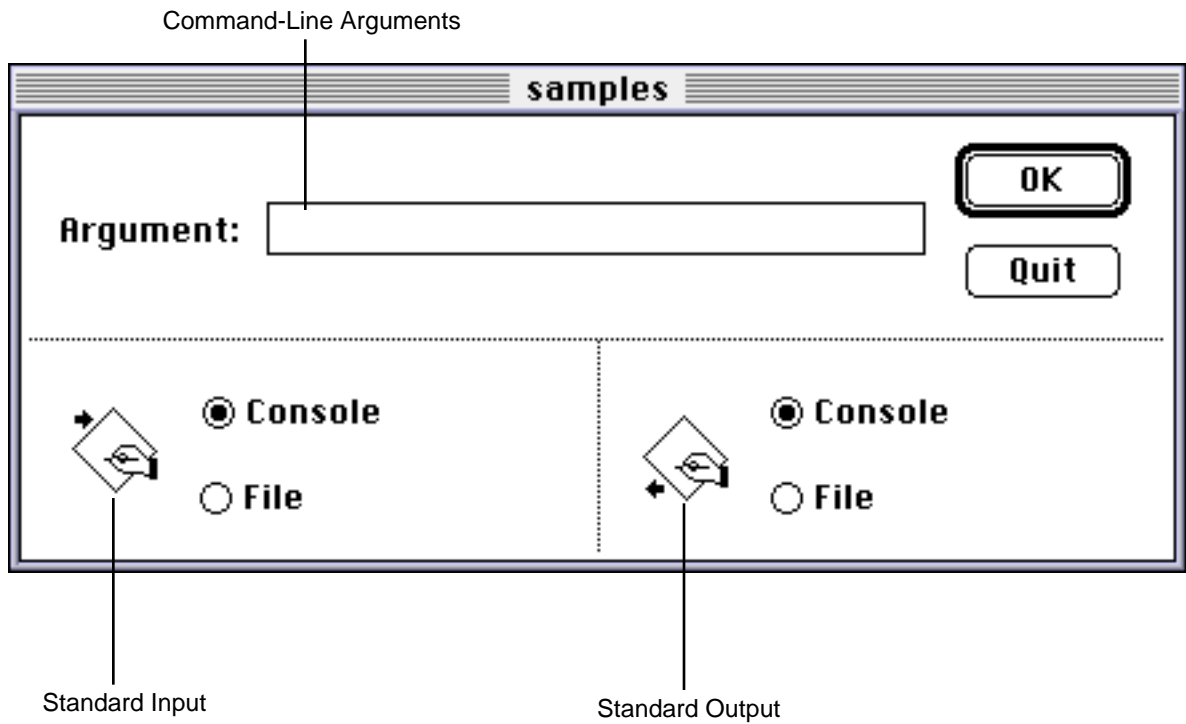 Command-Line Arguments
samples
Argument:
OK
Quit
Console
File
Console
File
Standard Input
Standard Output